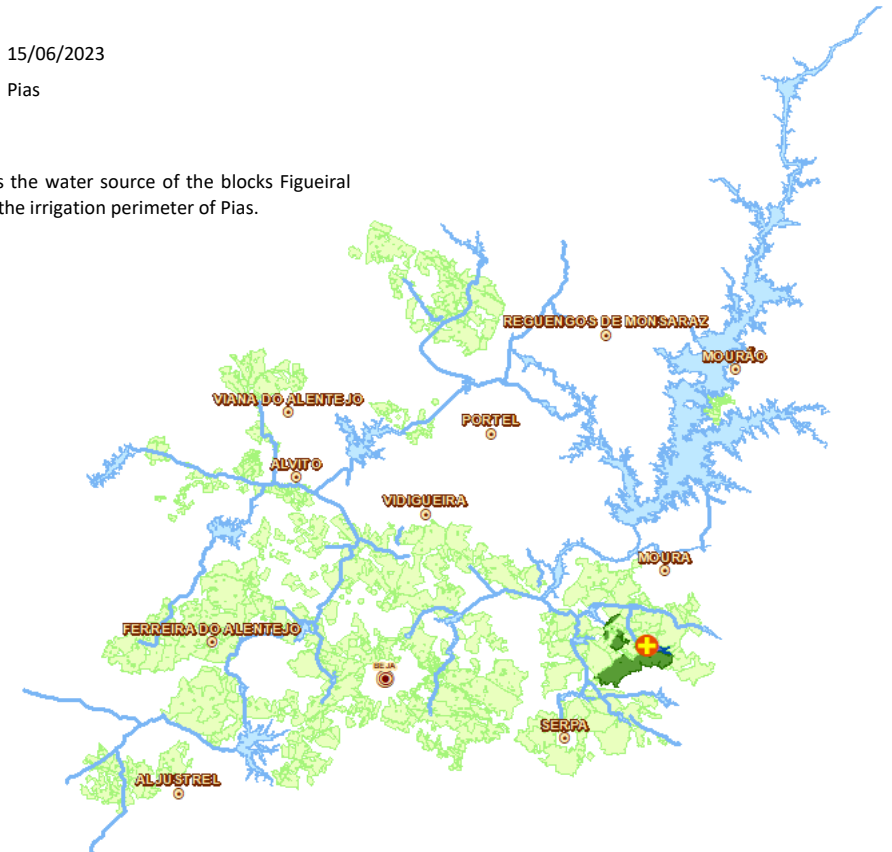 15/06/2023
Pias
s the water source of the blocks Figueiral
the irrigation perimeter of Pias.
REGUENGOS DE MONSARAZ
MOURÃO
VIANA DO ALENTEJO
PORTEL
ALVITO
VIDIGUEIRA
MOURA
FERREIRA DO ALENTEJO
BEJA
SERPA
ALJUSTREL